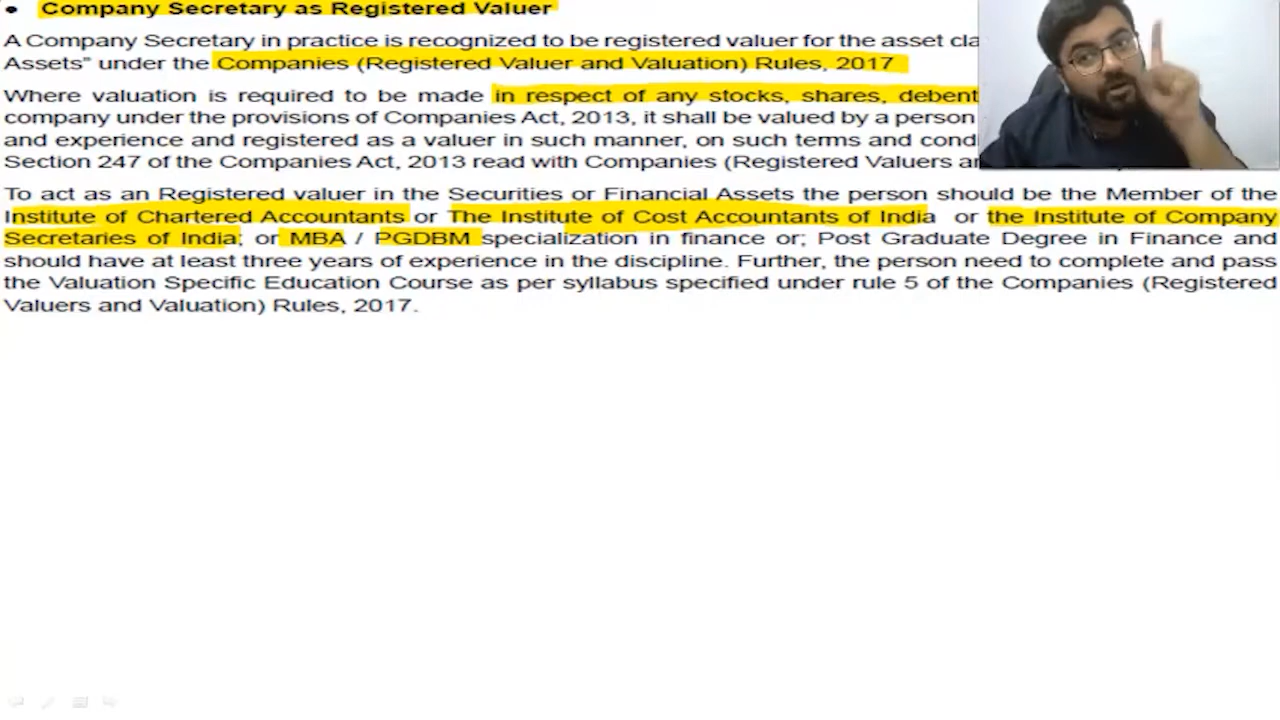 • Company Secretary as Registered Valuer
A Company Secretary in practice is recognized to be registered valuer for the asset
Assets" under the Companies (Registered Valuer and Valuation) Rules, 2017
Where valuation is required to be made in respect of any stocks, shares,
company under the provisions of Companies Act, 2013, it shall be valued by a person
and experience and registered as a valuer in such manner, on such terms and
Section 247 of the Companies Act, 2013 read with Companies (Registered Valuers
To act as an Registered valuer in the Securities or Financial Assets the person should be the Member of the
Institute of Chartered Accountants or The Institute of Cost Accountants of India or the Institute of Company
Secretaries of India; or MBA / PGDBM specialization in finance or; Post Graduate Degree in Finance and
should have at least three years of experience in the discipline. Further, the person need to complete and pass
the Valuation Specific Education Course as per syllabus specified under rule 5 of the Companies (Registered
Valuers and Valuation) Rules, 2017.